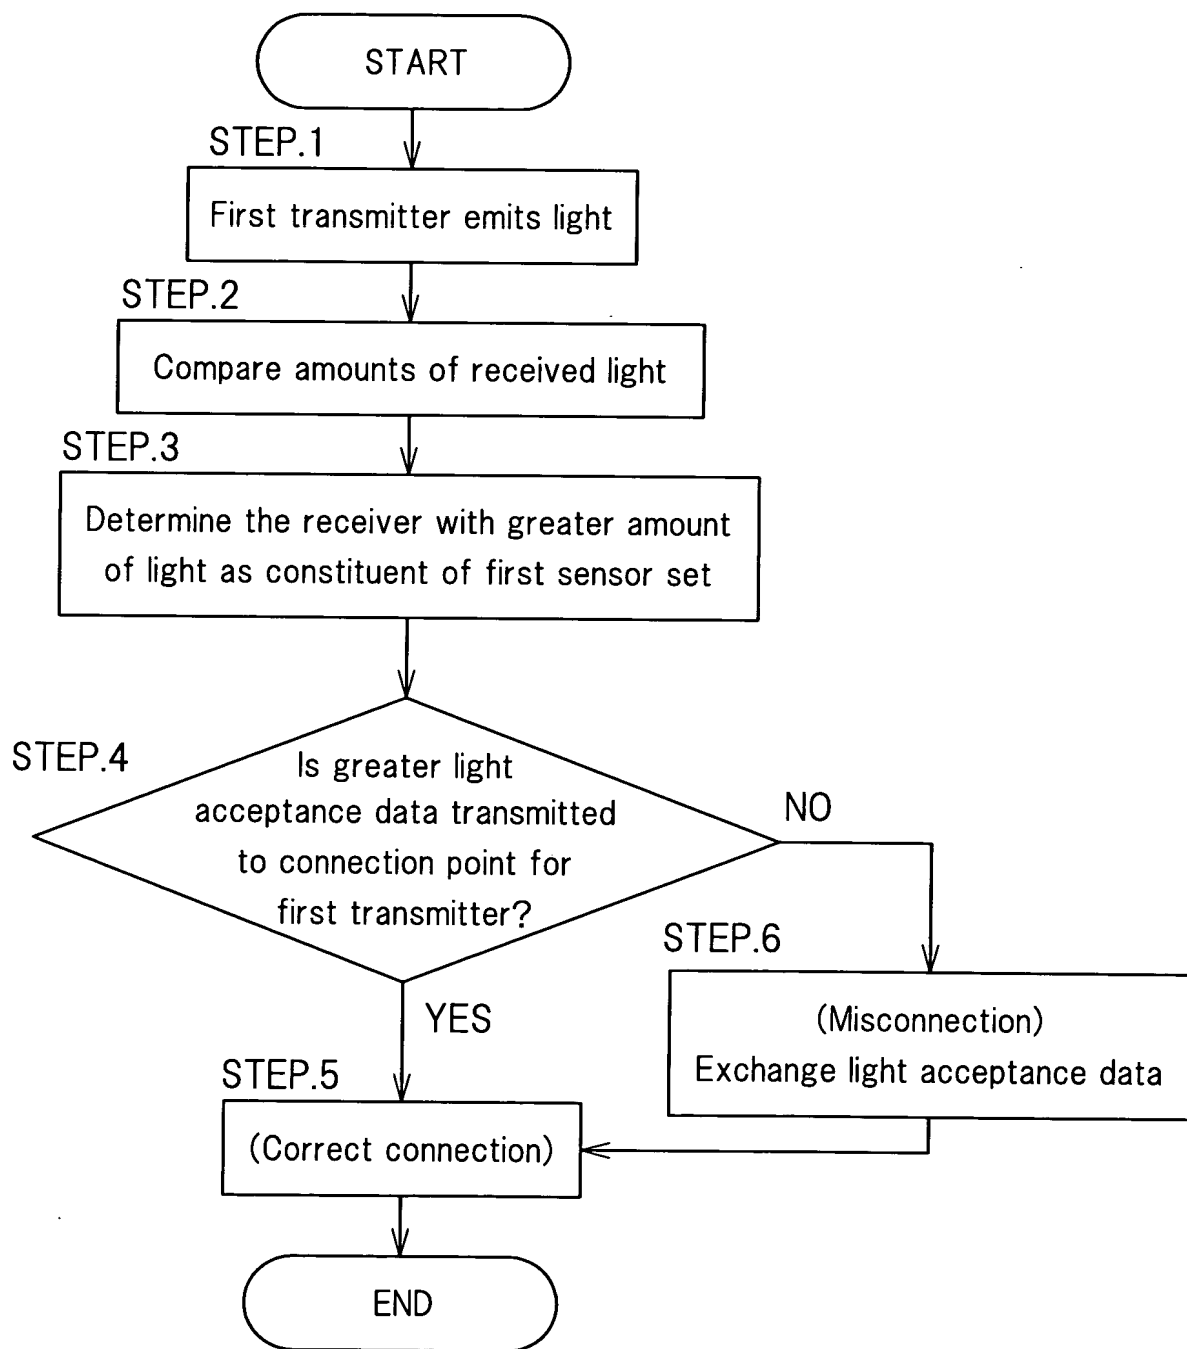 START
STEP.1
First transmitter emits light
STEP.2
Compare amounts of received light
STEP.3
Determine the receiver with greater amount
of light as constituent of first sensor set
STEP.4
Is greater light
acceptance data transmitted
to connection point for
first transmitter?
NO
YES
STEP.6
(Misconnection)
Exchange light acceptance data
STEP.5
(Correct connection)
END